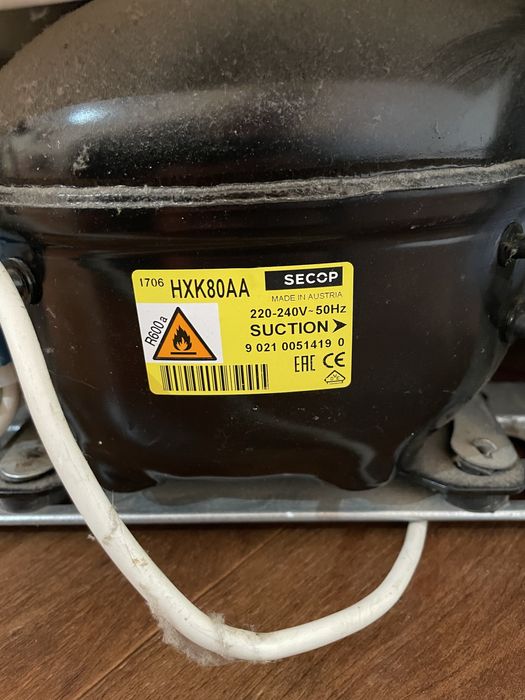 1706 HXK80AA
SECOP
MADE IN AUSTRIA
220-240V~50Hz
SUCTION
R600a
9 021 0051419 0
EAC CE